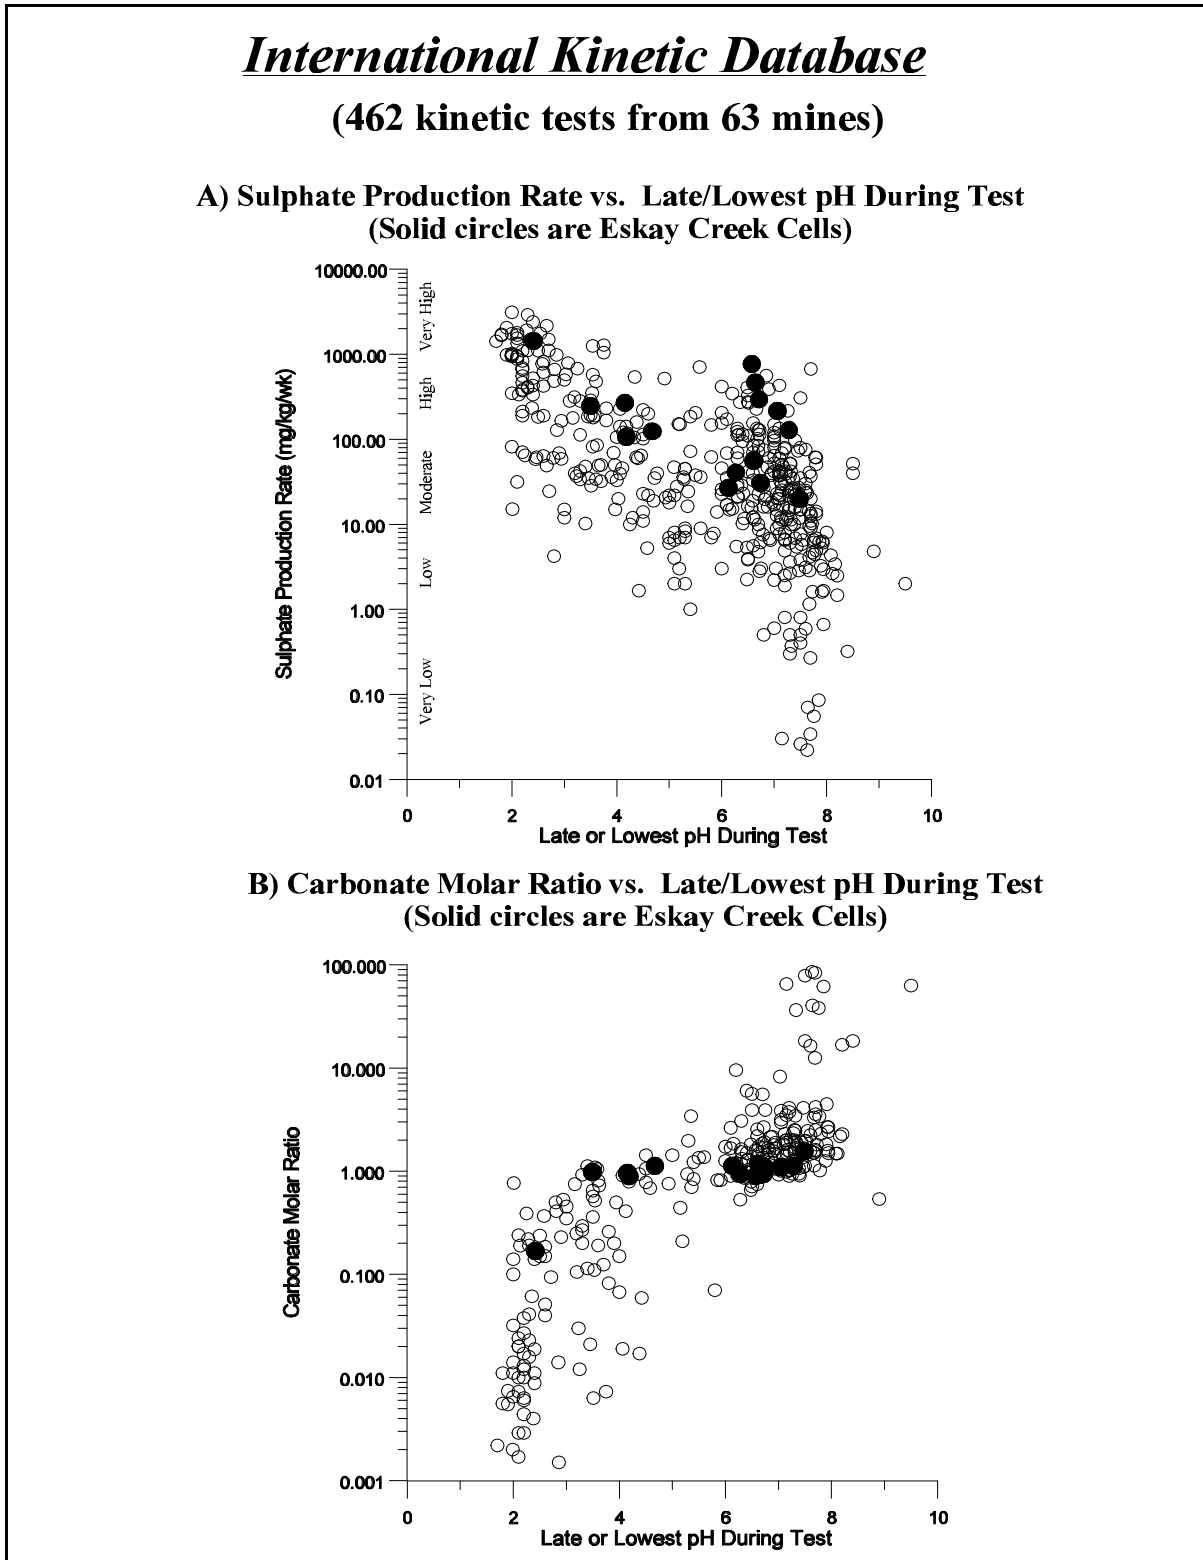 International Kinetic Database
(462 kinetic tests from 63 mines)
A) Sulphate Production Rate vs. Late/Lowest pH During Test
(Solid circles are Eskay Creek Cells)
10000.00
1000.00
100.00
10.00
1.00
0.10
0.01
Sulphate Production Rate (mg/kg/wk)
Very High
High
Moderate
Low
Very Low
0 2 4 6 8 10
Late or Lowest pH During Test
B) Carbonate Molar Ratio vs. Late/Lowest pH During Test
(Solid circles are Eskay Creek Cells)
100.000
10.000
1.000
0.100
0.010
0.001
Carbonate Molar Ratio
0 2 4 6 8 10
Late or Lowest pH During Test